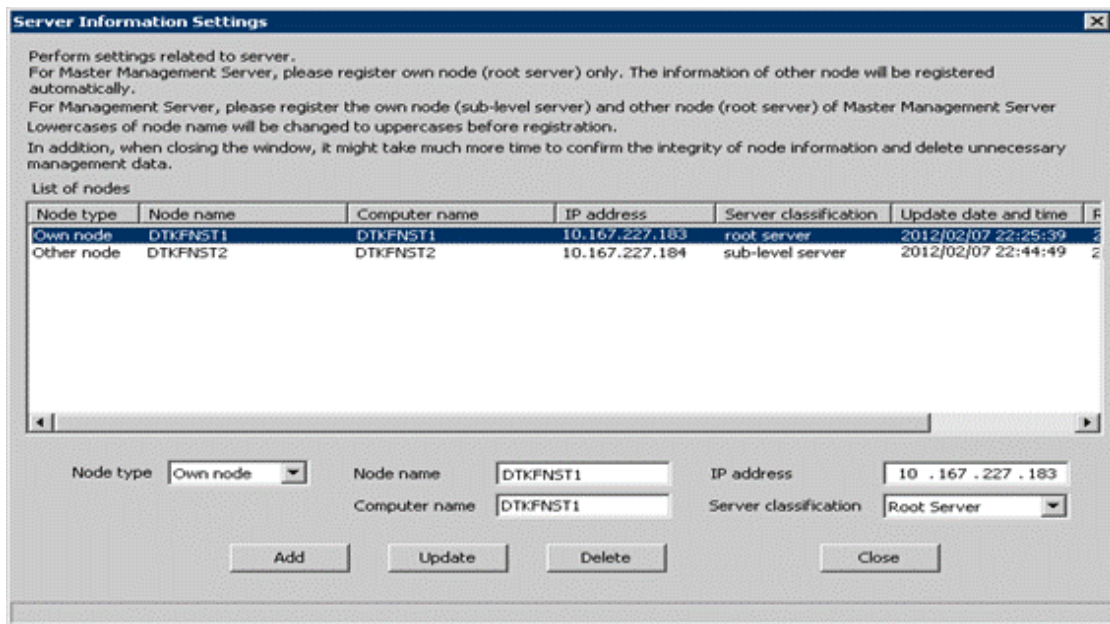 Server Information Settings
Perform settings related to server.
For Master Management Server, please register own node (root server) only. The information of other node will be registered
automatically.
For Management Server, please register the own node (sub-level server) and other node (root server) of Master Management Server
Lowercases of node name will be changed to uppercases before registration.
In addition, when closing the window, it might take much more time to confirm the integrity of node information and delete unnecessary
management data.
List of nodes
Node type Node name Computer name IP address Server classification Update date and time
Own node DTKFNST1 DTKFNST1 10.167.227.183 root server 2012/02/07 22:25:39 2
Other node DTKFNST2 DTKFNST2 10.167.227.184 sub-level server 2012/02/07 22:44:49 2
Node type Own node Node name DTKFNST1 IP address 10 .167 .227 .183
Computer name DTKFNST1 Server classification Root Server
Add Update Delete Close